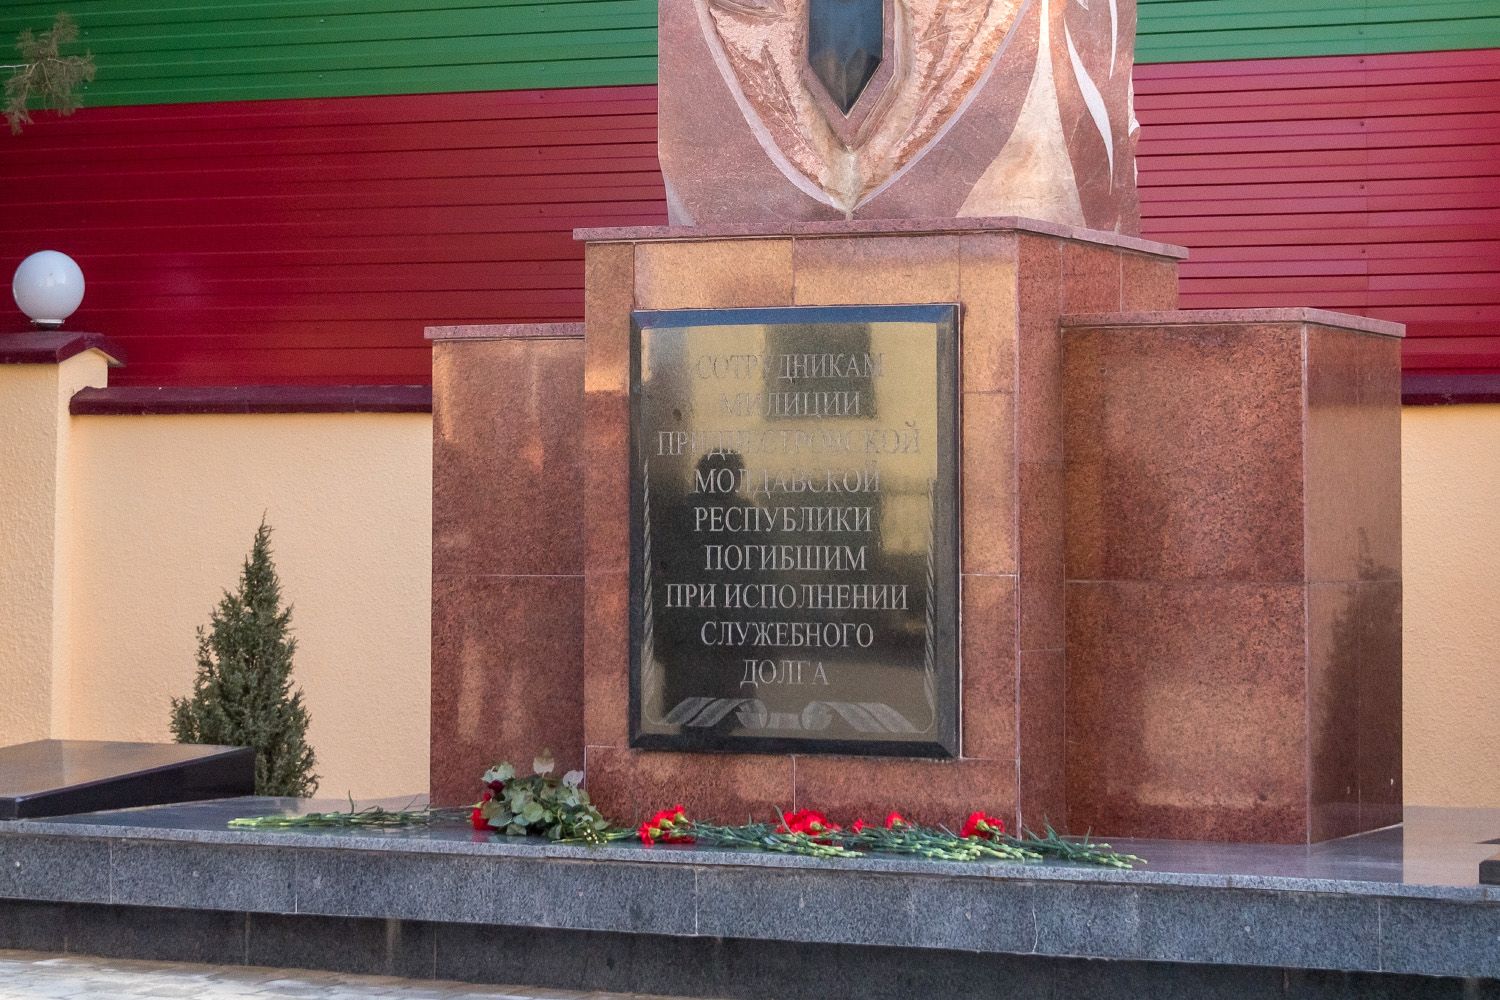 СОТРУДНИКАМ
МИЛИЦИИ
ПРИДНЕСТРОВСКОЙ
МОЛДАВСКОЙ
РЕСПУБЛИКИ
ПОГИБШИМ
ПРИ ИСПОЛНЕНИИ
СЛУЖЕБНОГО
ДОЛГА